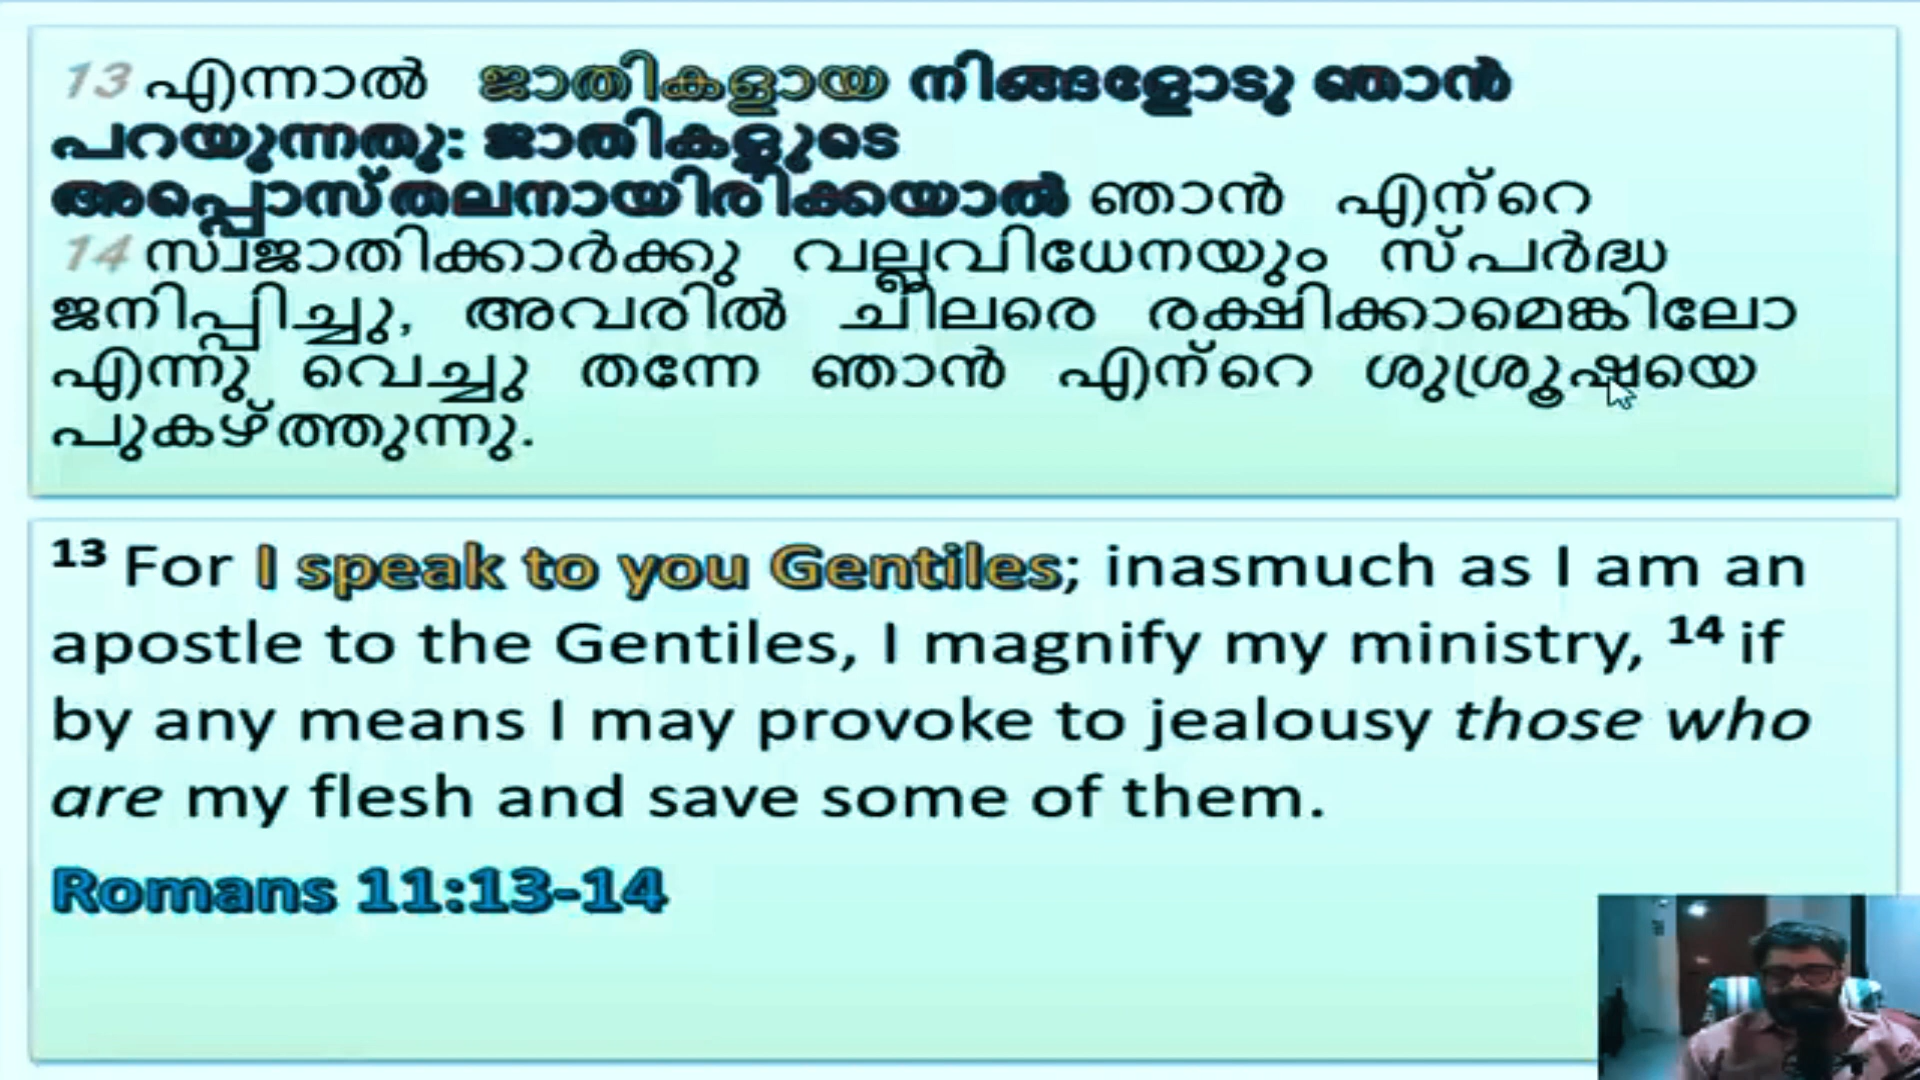 13 എന്നാൽ ജാതികളായ നിങ്ങളോടു ഞാൻ
പറയുന്നതു: ജാതികളുടെ
അപ്പൊസ്തലനായിരിക്കയാൽ ഞാൻ എന്റെ
14 സ്വജാതിക്കാർക്കു വല്ലവിധേനയും സ്പർദ്ധ
ജനിപ്പിച്ചു, അവരിൽ ചിലരെ രക്ഷിക്കാമെങ്കിലോ
എന്നു വെച്ചു തന്നേ ഞാൻ എന്റെ ശുശ്രൂഷയെ
പുകഴ്ത്തുന്നു.
13 For I speak to you Gentiles; inasmuch as I am an
apostle to the Gentiles, I magnify my ministry, 14 if
by any means I may provoke to jealousy those who
are my flesh and save some of them.
Romans 11:13-14